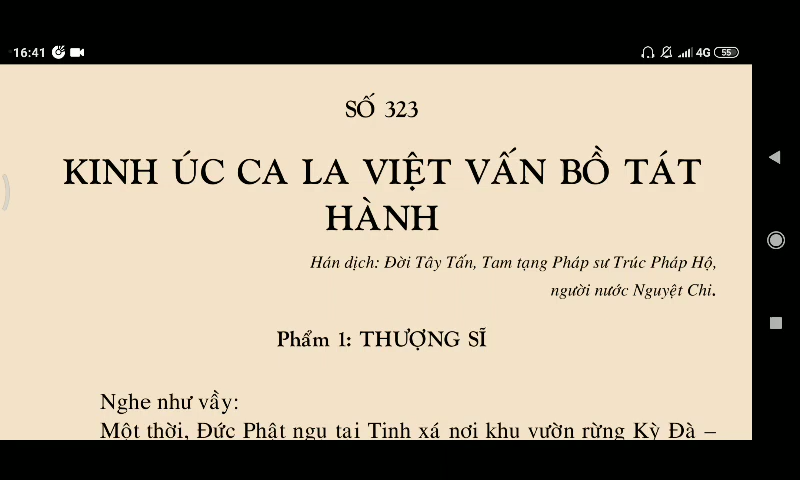 16:41 4G 55
SỐ 323
KINH ÚC CA LA VIỆT VẤN BỒ TÁT
HÀNH
Hán dịch: Đời Tây Tấn, Tam tạng Pháp sư Trúc Pháp Hộ,
người nước Nguyệt Chi.
Phẩm 1: THƯỢNG SĨ
Nghe như vầy:
Một thời, Đức Phật ngụ tại Tinh xá nơi khu vườn rừng Kỳ Đà –